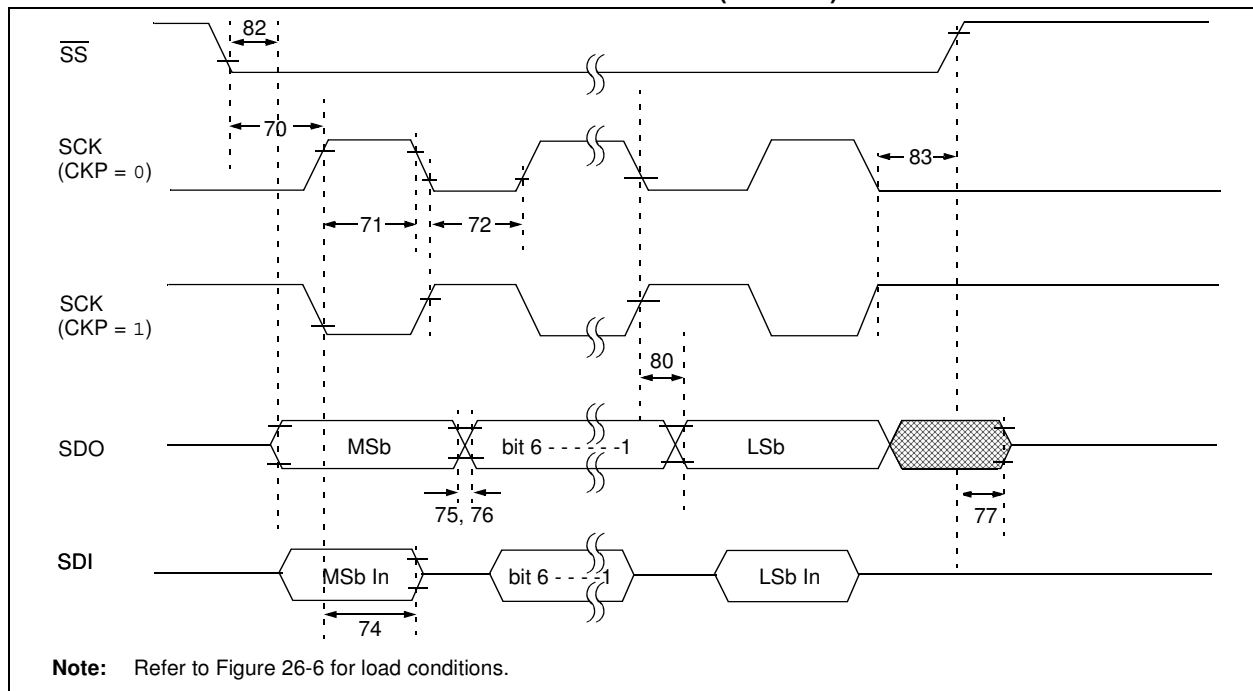 82
SS
70
SCK
(CKP = 0)
83
71
72
SCK
(CKP = 1)
80
SDO
MSb
bit 6 - - - - - -1
LSb
75, 76
77
SDI
MSb In
bit 6 - - - -1
LSb In
74
Note: Refer to Figure 26-6 for load conditions.